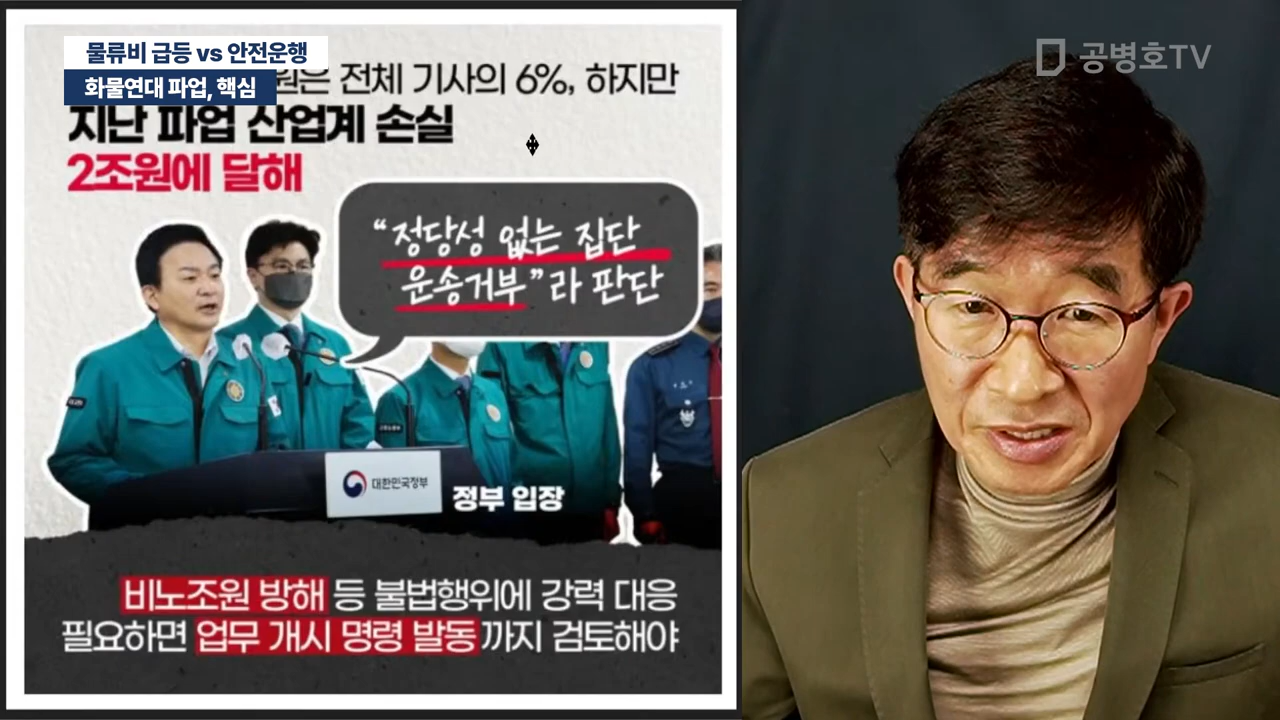 물류비 급등 vs 안전운행
화물연대 파업, 핵심
원은 전체 기사의 6%, 하지만
지난 파업 산업계 손실
2조원에 달해
“정당성 없는 집단
운송거부”라 판단
대한민국정부
정부 입장
비노조원 방해 등 불법행위에 강력 대응
필요하면 업무 개시 명령 발동까지 검토해야
공병호TV